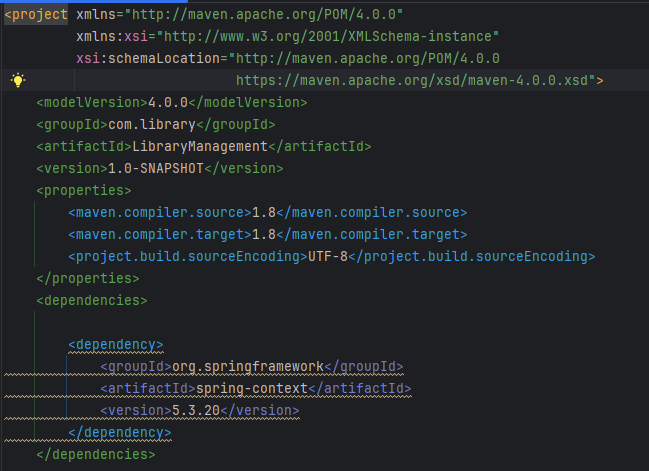 <project xmlns="http://maven.apache.org/POM/4.0.0"
         xmlns:xsi="http://www.w3.org/2001/XMLSchema-instance"
         xsi:schemaLocation="http://maven.apache.org/POM/4.0.0
                             https://maven.apache.org/xsd/maven-4.0.0.xsd">
    <modelVersion>4.0.0</modelVersion>
    <groupId>com.library</groupId>
    <artifactId>LibraryManagement</artifactId>
    <version>1.0-SNAPSHOT</version>
    <properties>
        <maven.compiler.source>1.8</maven.compiler.source>
        <maven.compiler.target>1.8</maven.compiler.target>
        <project.build.sourceEncoding>UTF-8</project.build.sourceEncoding>
    </properties>
    <dependencies>
        <dependency>
            <groupId>org.springframework</groupId>
            <artifactId>spring-context</artifactId>
            <version>5.3.20</version>
        </dependency>
    </dependencies>